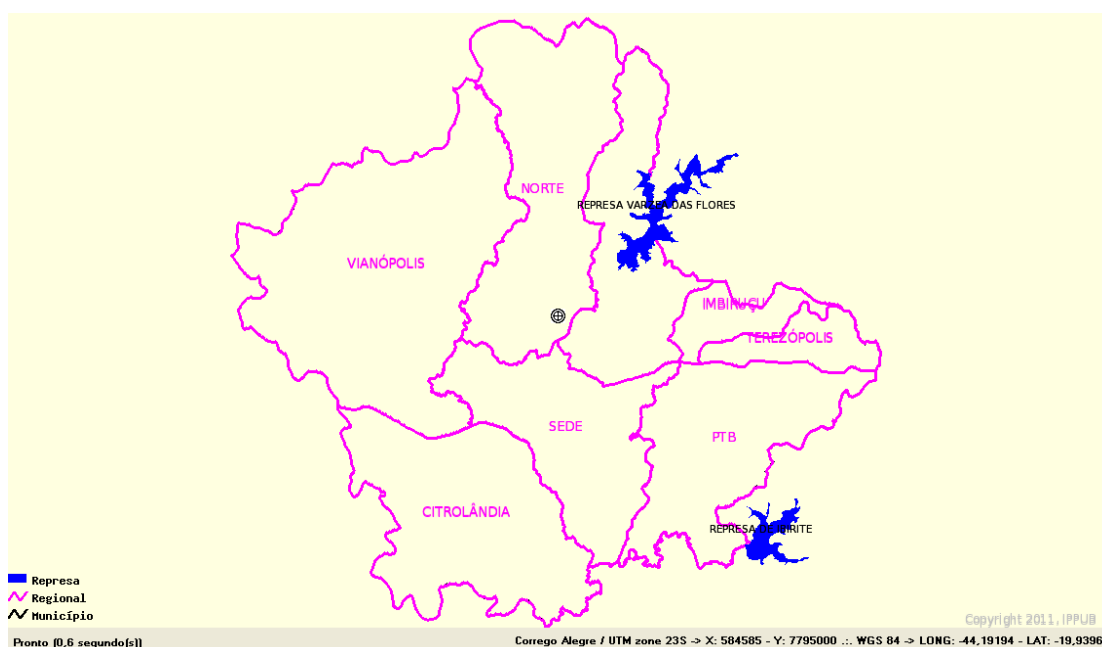 NORTE
REPRESA VARZEA DAS FLORES
VIANÓPOLIS
IMBIRUÇU
TEREZÓPOLIS
SEDE
PTB
CITROLÂNDIA
REPRESA DE IBIRITE
Represa
Regional
Município
Copyright 2011, IPPUB
Pronto (0,6 segundo[s])
Corrego Alegre / UTM zone 23S -> X: 584585 - Y: 7795000 .:. WGS 84 -> LONG: -44,19194 - LAT: -19,9396